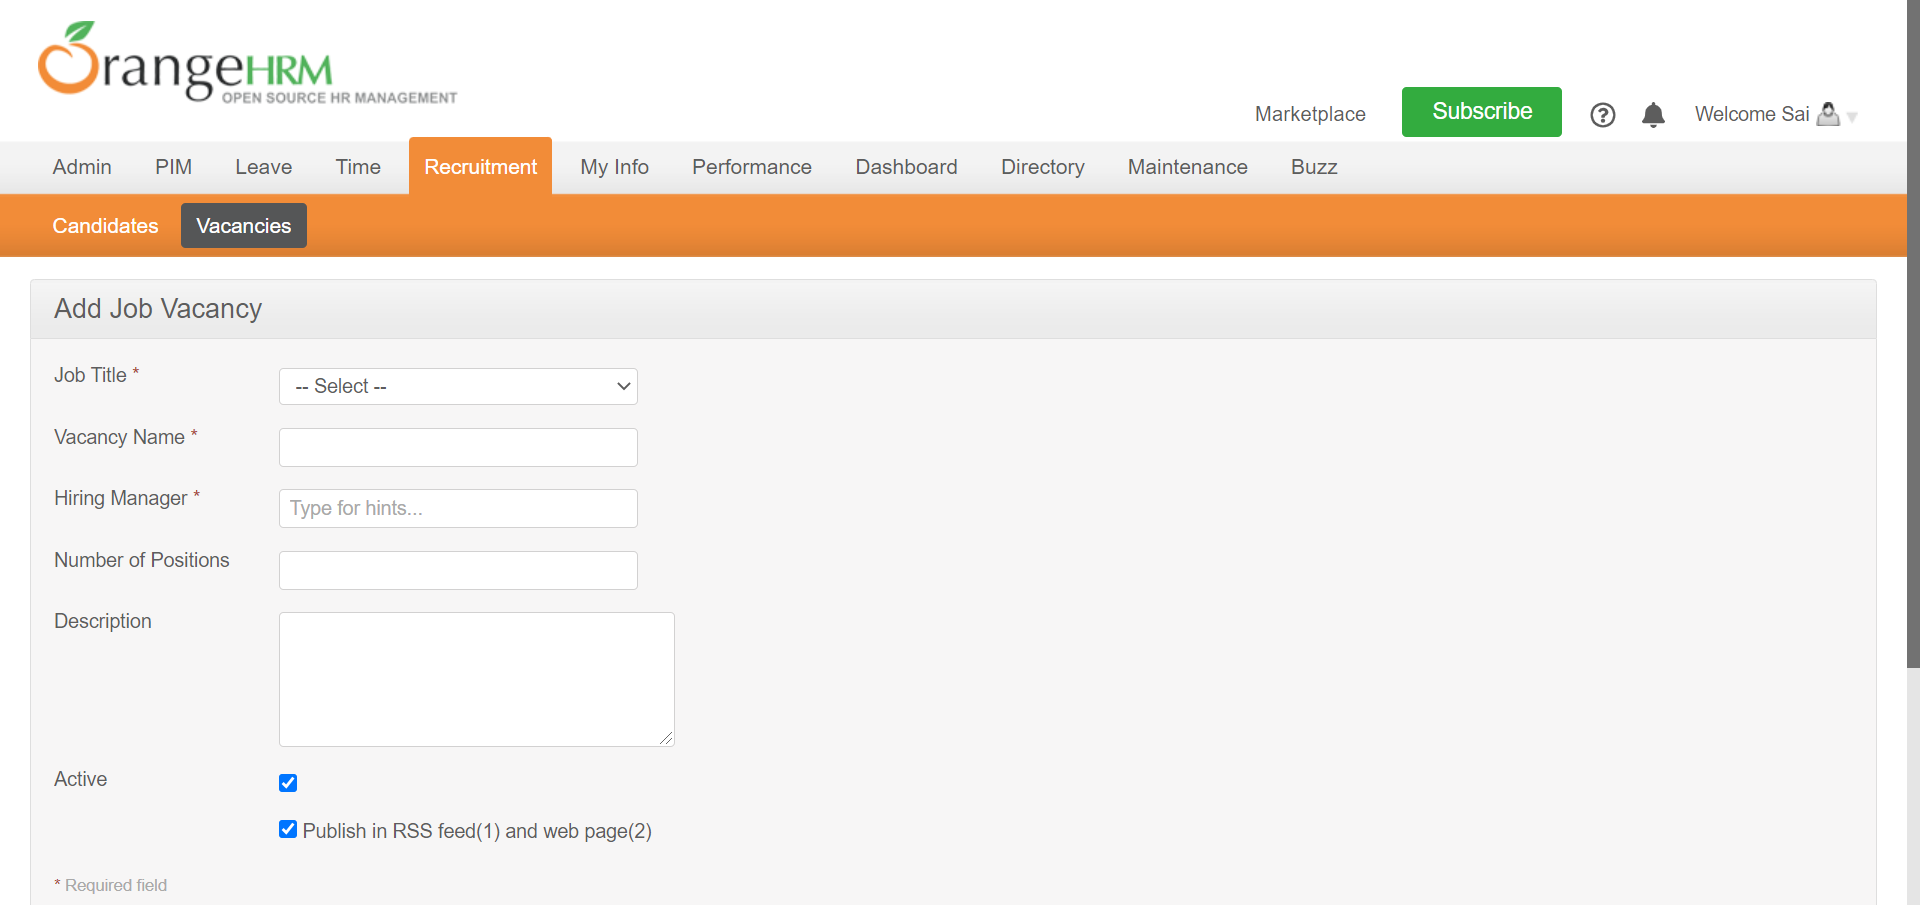 OrangeHRM
OPEN SOURCE HR MANAGEMENT
Marketplace
Subscribe
?
Welcome Sai
Admin PIM Leave Time Recruitment My Info Performance Dashboard Directory Maintenance Buzz
Candidates Vacancies
Add Job Vacancy
Job Title *
-- Select --
Vacancy Name *
Hiring Manager *
Type for hints...
Number of Positions
Description
Active
Publish in RSS feed(1) and web page(2)
* Required field